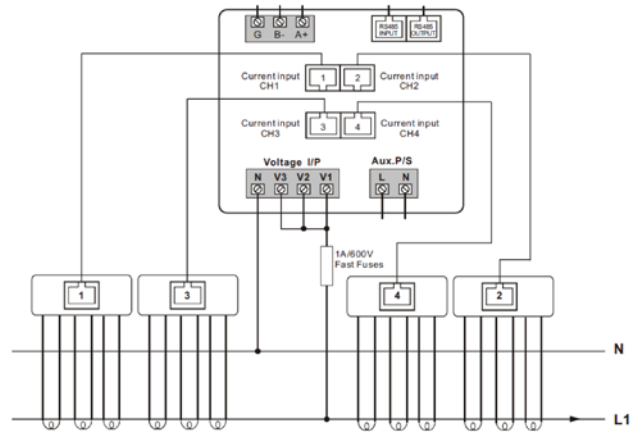 G B- A+
RS485 INPUT
RS485 OUTPUT
Current input CH1
1
2
Current input CH2
Current input CH3
3
4
Current input CH4
Voltage I/P
Aux.P/S
N V3 V2 V1
L N
1A/600V
Fast Fuses
1
3
4
2
N
L1